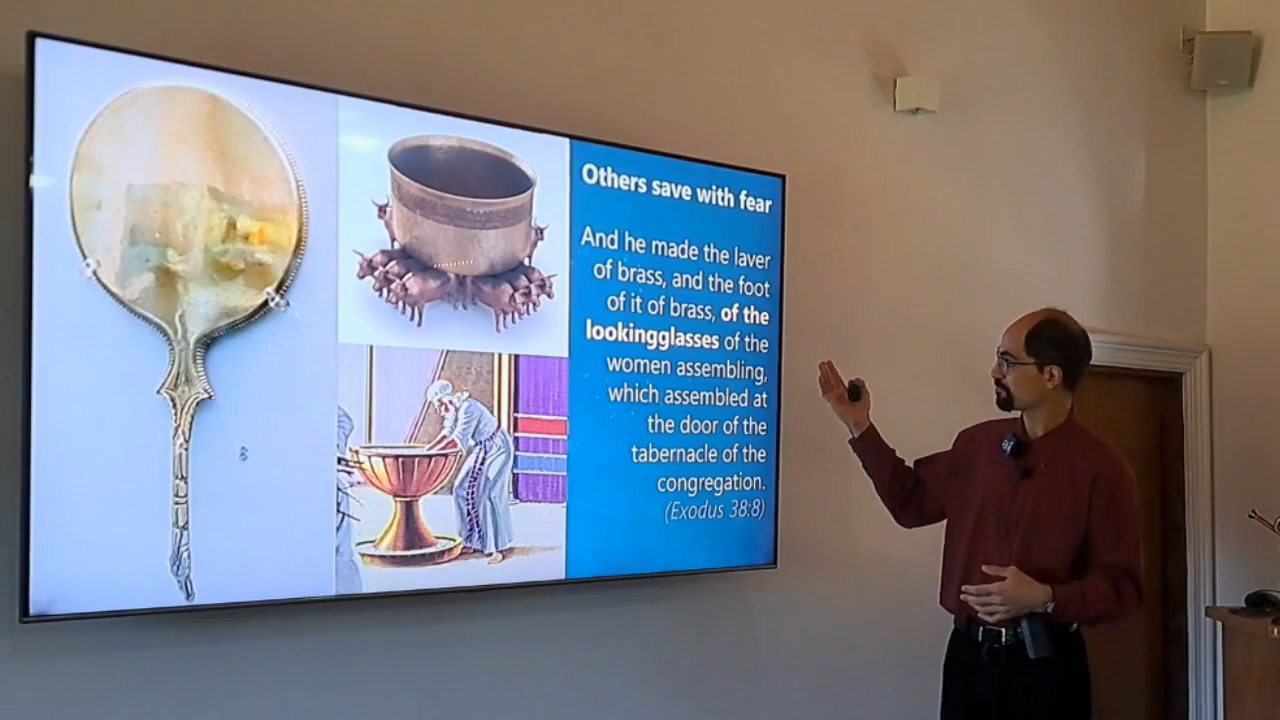 Others save with fear
And he made the laver
of brass, and the foot
of it of brass, of the
lookingglasses of the
women assembling,
which assembled at
the door of the
tabernacle of the
congregation.
(Exodus 38:8)